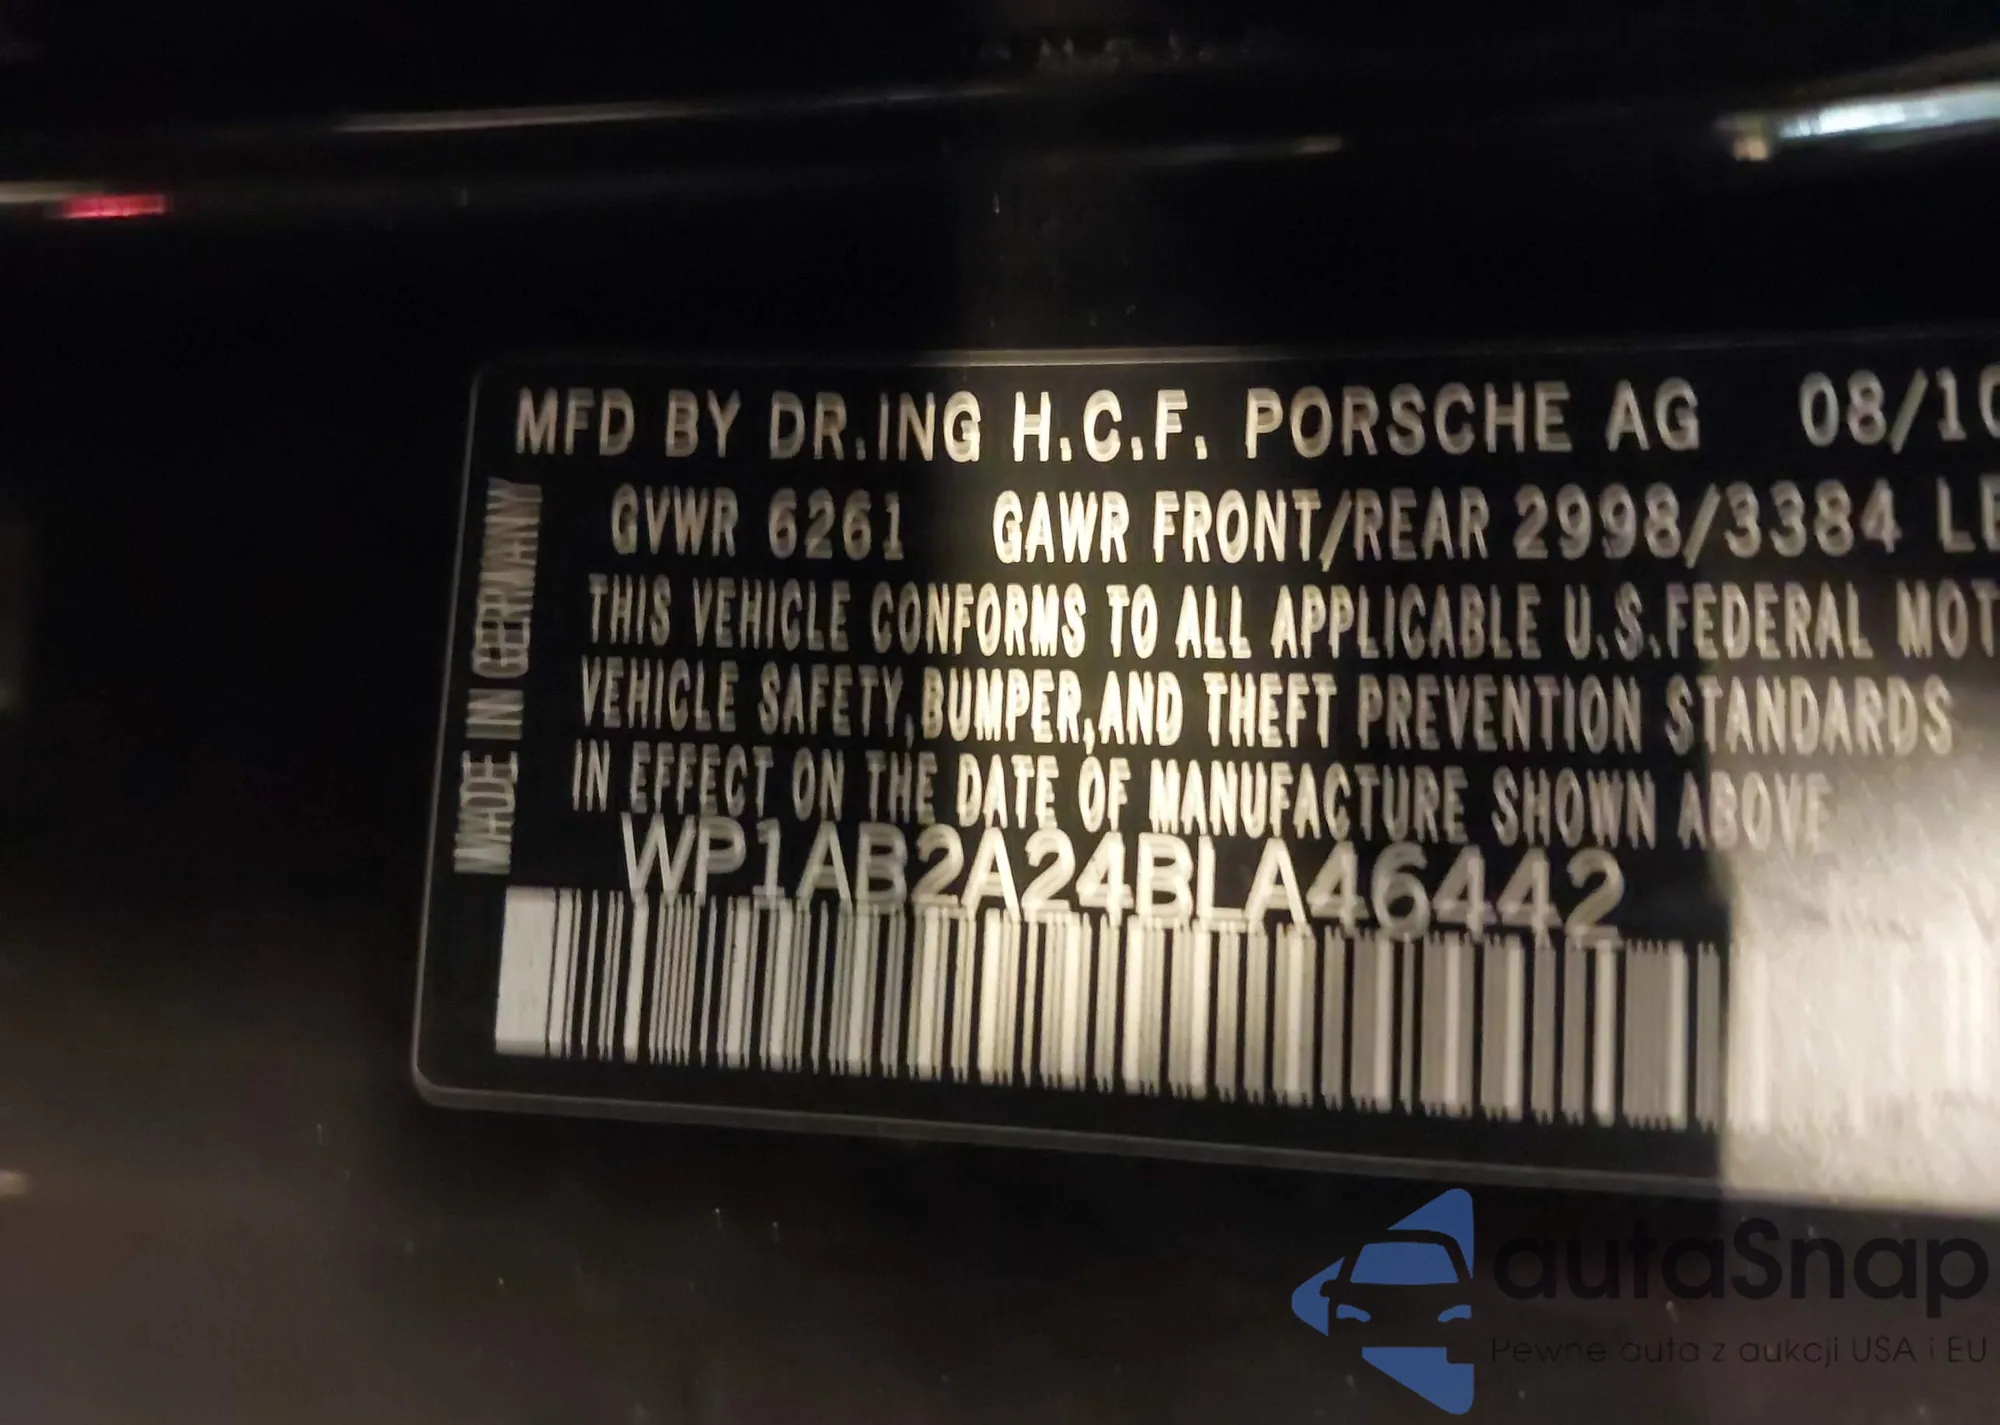 MFD BY DR.ING H.C.F. PORSCHE AG 08/10
MADE IN GERMANY
GVWR 6261 GAWR FRONT/REAR 2998/3384
THIS VEHICLE CONFORMS TO ALL APPLICABLE U.S.FEDERAL MOT
VEHICLE SAFETY,BUMPER,AND THEFT PREVENTION STANDARDS
IN EFFECT ON THE DATE OF MANUFACTURE SHOWN ABOVE
WP1AB2A24BLA46442
autaSnap
Pewne auta z aukcji USA i EU